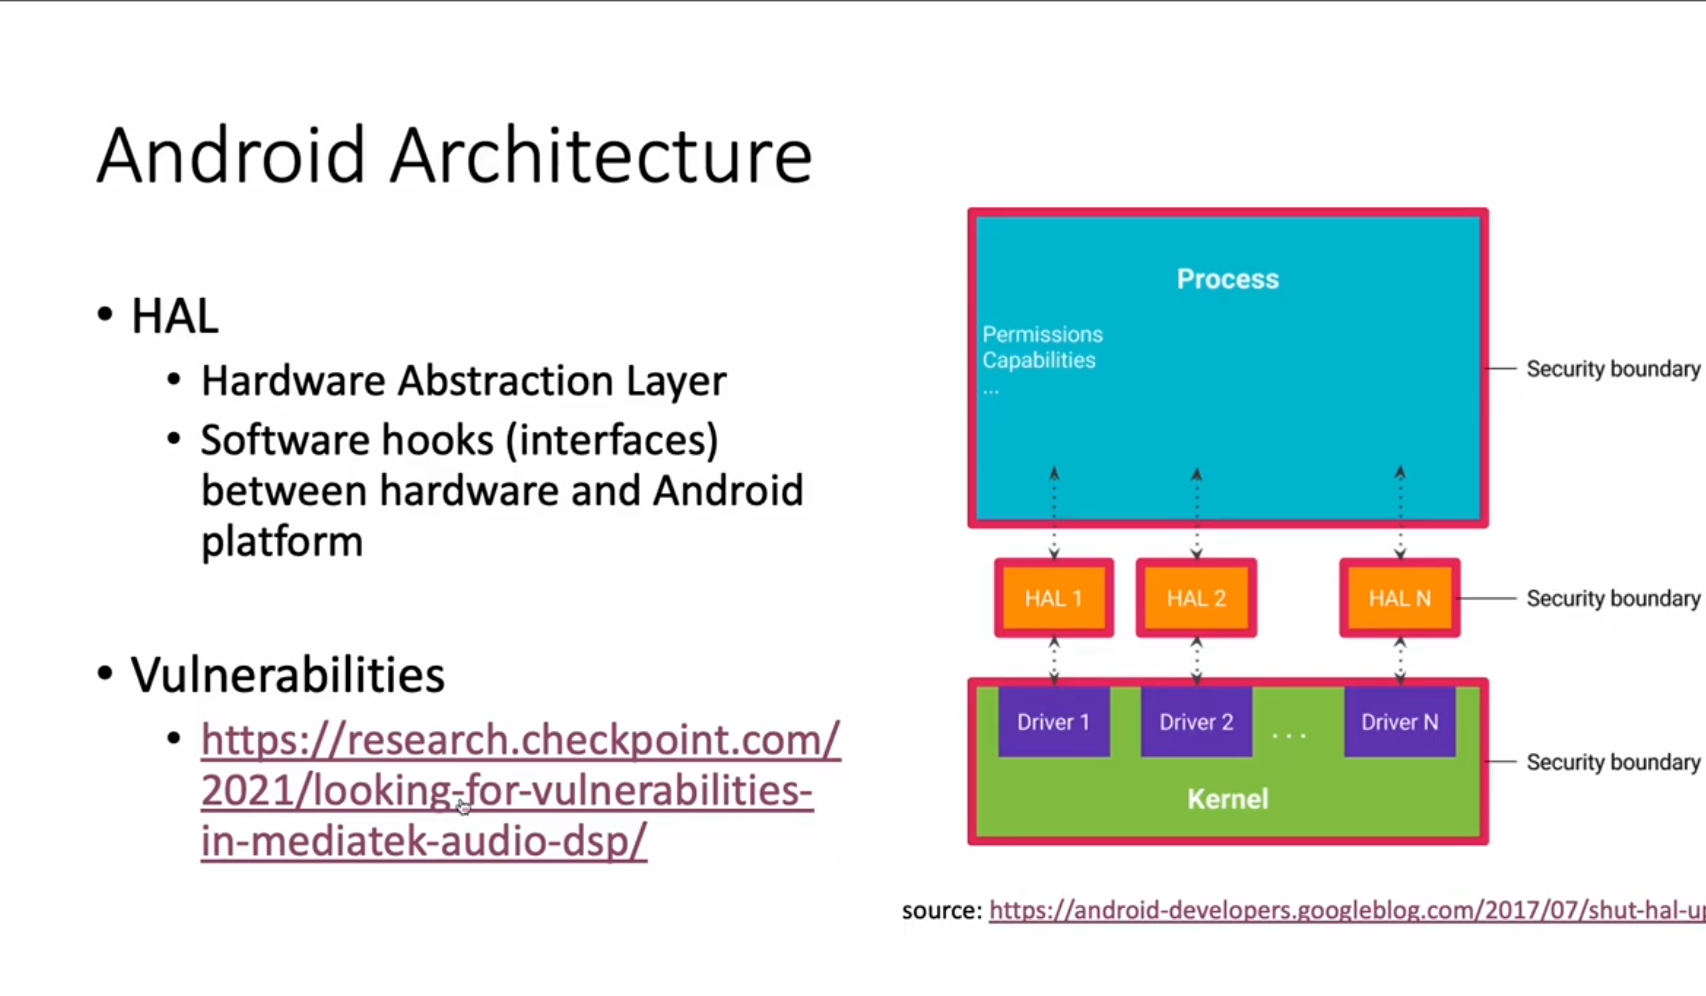 Android Architecture
• HAL
• Hardware Abstraction Layer
• Software hooks (interfaces)
between hardware and Android
platform
• Vulnerabilities
• https://research.checkpoint.com/
2021/looking-for-vulnerabilities-
in-mediatek-audio-dsp/
Process
Permissions
Capabilities
...
Security boundary
HAL 1
HAL 2
HAL N
Security boundary
Driver 1
Driver 2
...
Driver N
Security boundary
Kernel
source: https://android-developers.googleblog.com/2017/07/shut-hal-up